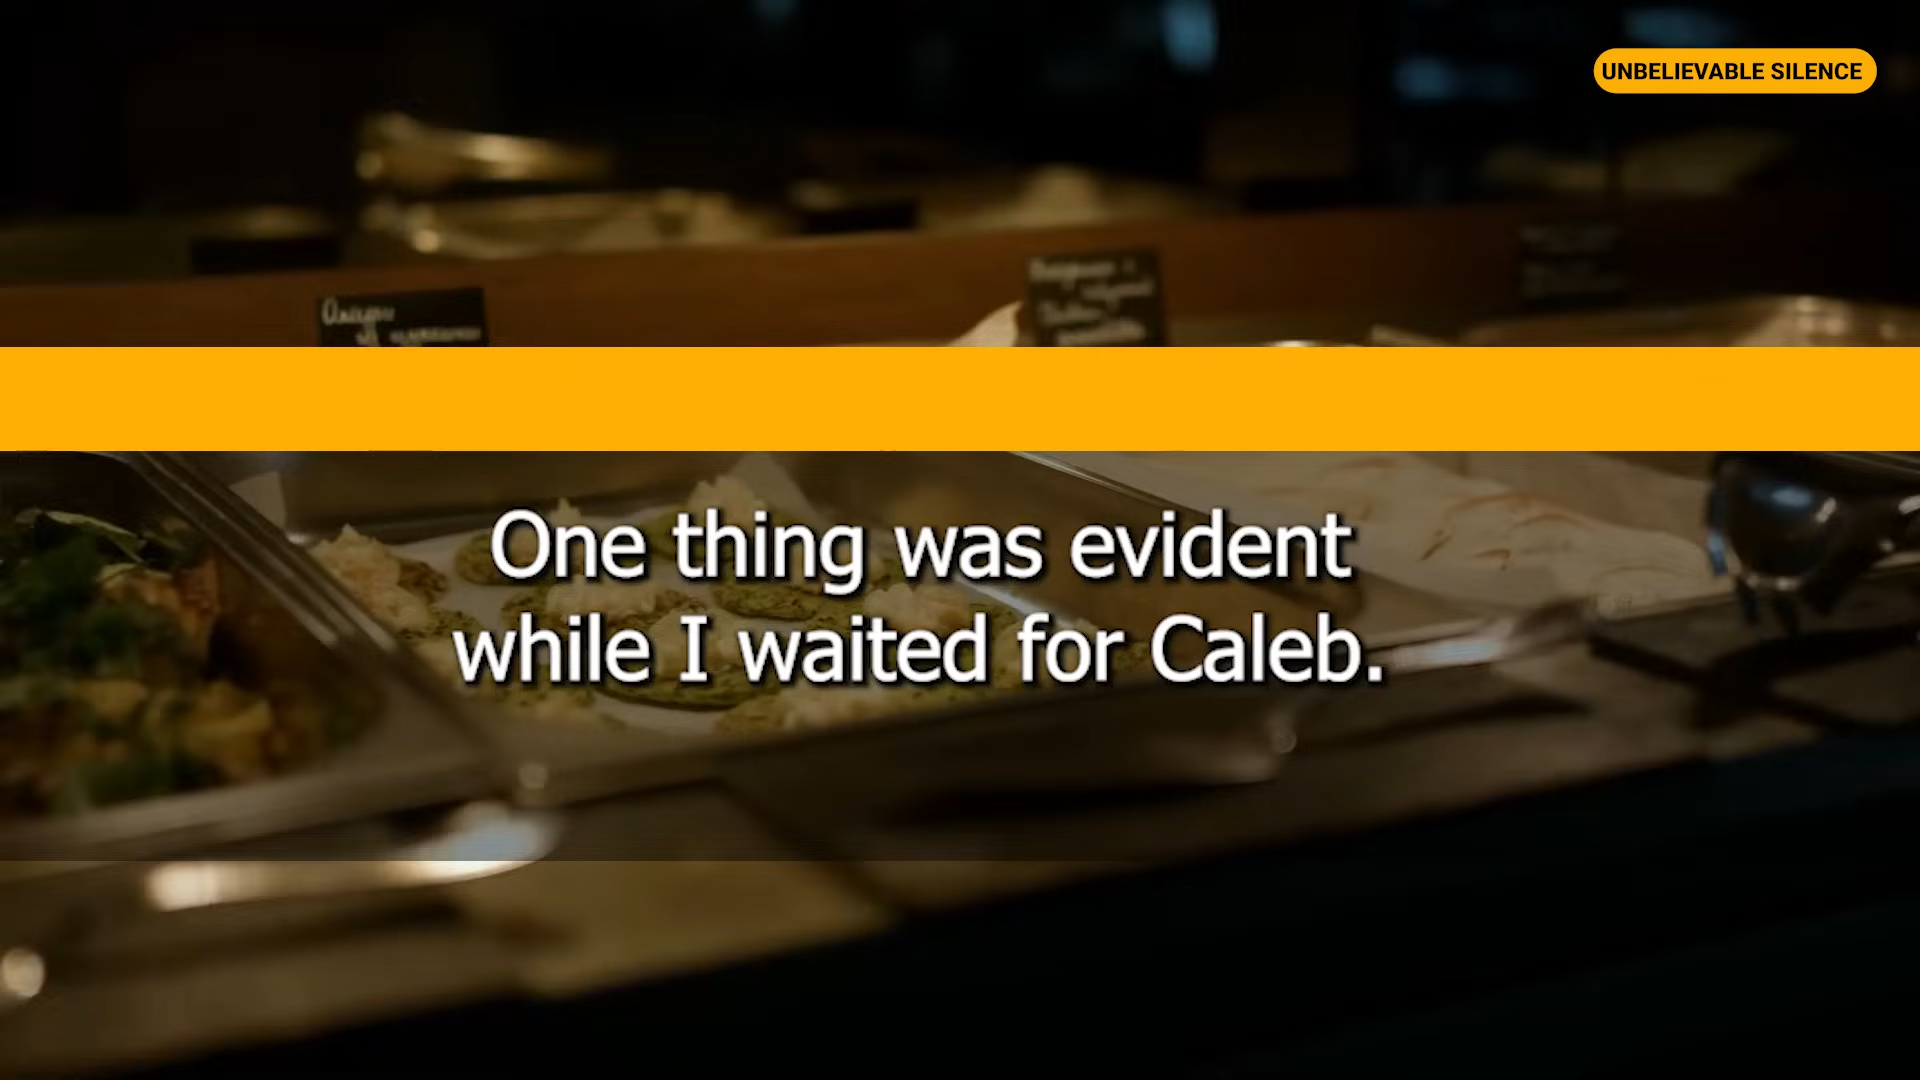 UNBELIEVABLE SILENCE
One thing was evident
while I waited for Caleb.